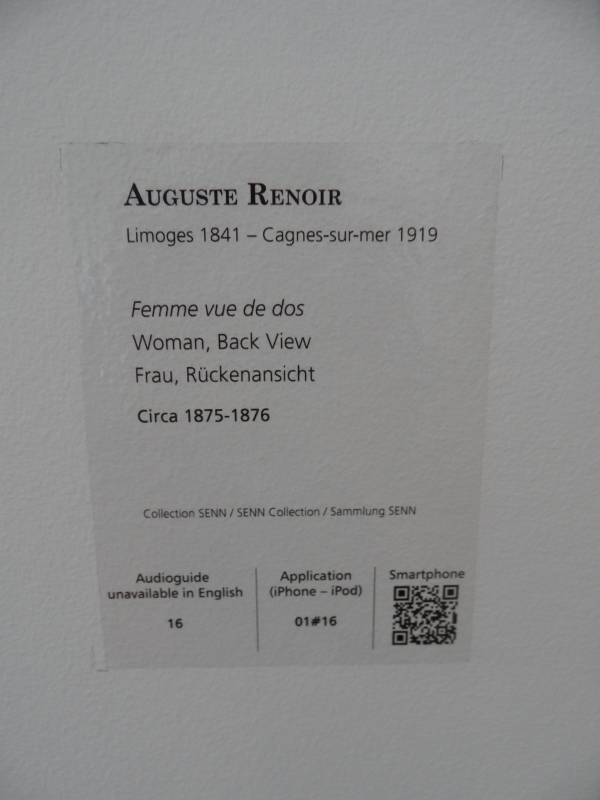 AUGUSTE RENOIR
Limoges 1841 – Cagnes-sur-mer 1919
Femme vue de dos
Woman, Back View
Frau, Rückenansicht
Circa 1875-1876
Collection SENN / SENN Collection / Sammlung SENN
Audioguide
unavailable in English
16
Application
(iPhone – iPod)
01#16
Smartphone